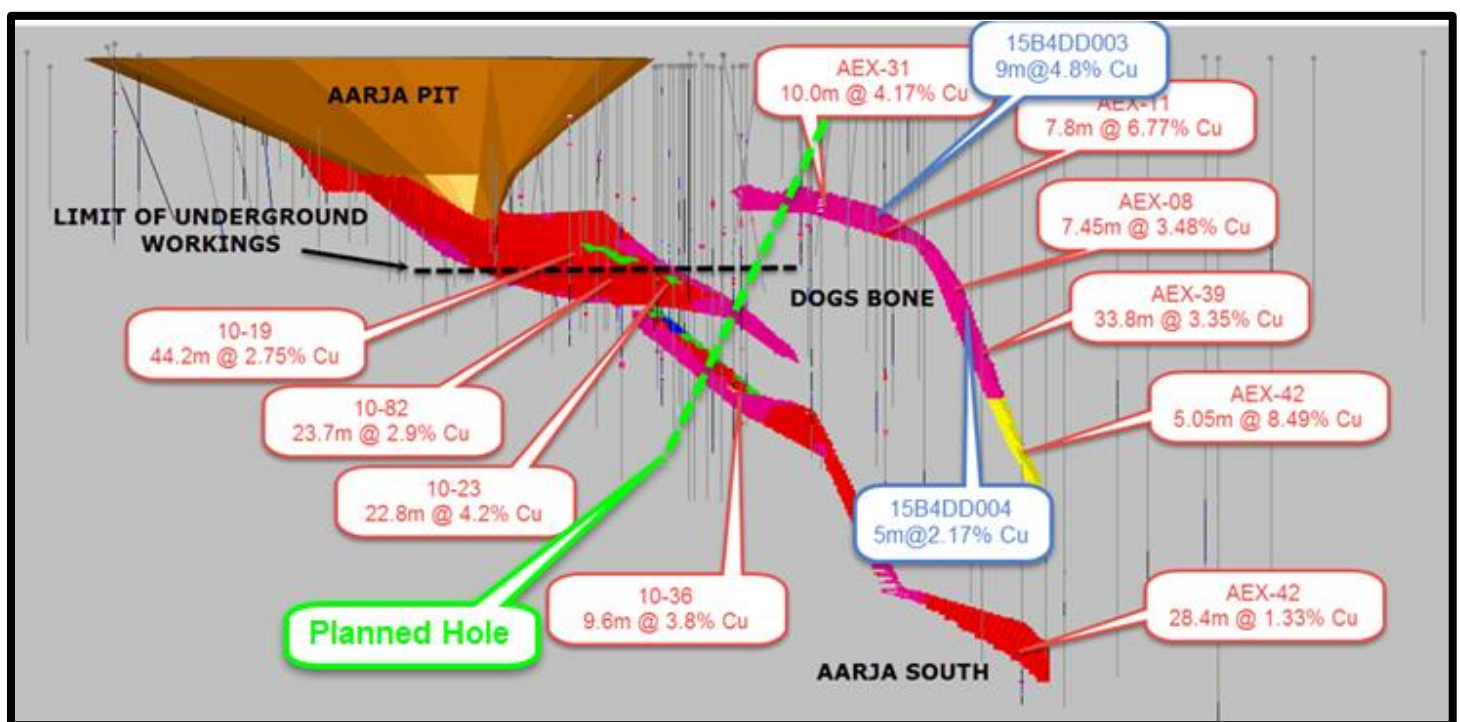 15B4DD003
9m@4.8% Cu
AEX-31
10.0m @ 4.17% Cu
AARJA PIT
AEX-11
7.8m @ 6.77% Cu
LIMIT OF UNDERGROUND
WORKINGS
AEX-08
7.45m @ 3.48% Cu
DOGS BONE
AEX-39
33.8m @ 3.35% Cu
10-19
44.2m @ 2.75% Cu
10-82
23.7m @ 2.9% Cu
AEX-42
5.05m @ 8.49% Cu
10-23
22.8m @ 4.2% Cu
15B4DD004
5m@2.17% Cu
10-36
9.6m @ 3.8% Cu
AEX-42
28.4m @ 1.33% Cu
Planned Hole
AARJA SOUTH